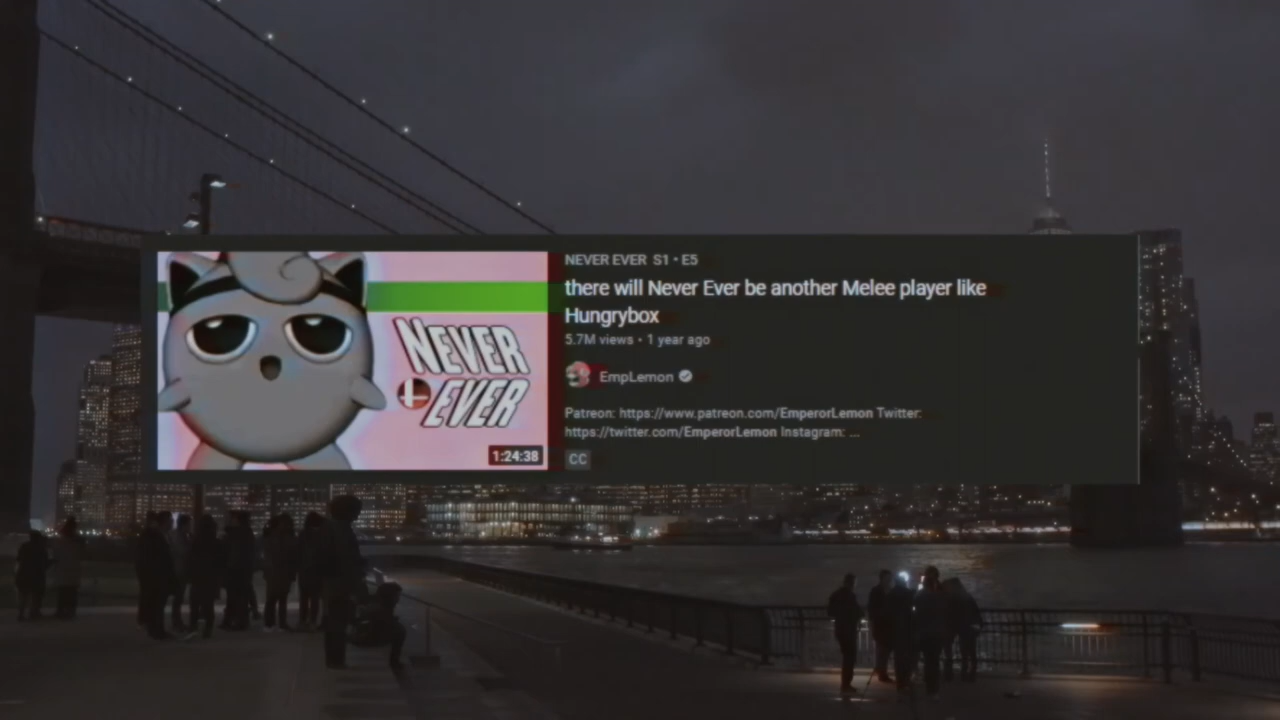 NEVER EVER S1 • E5
there will Never Ever be another Melee player like
Hungrybox
5.7M views • 1 year ago
EmpLemon
Patreon: https://www.patreon.com/EmperorLemon Twitter:
https://twitter.com/EmperorLemon Instagram: ...
CC
NEVER
EVER
1:24:38